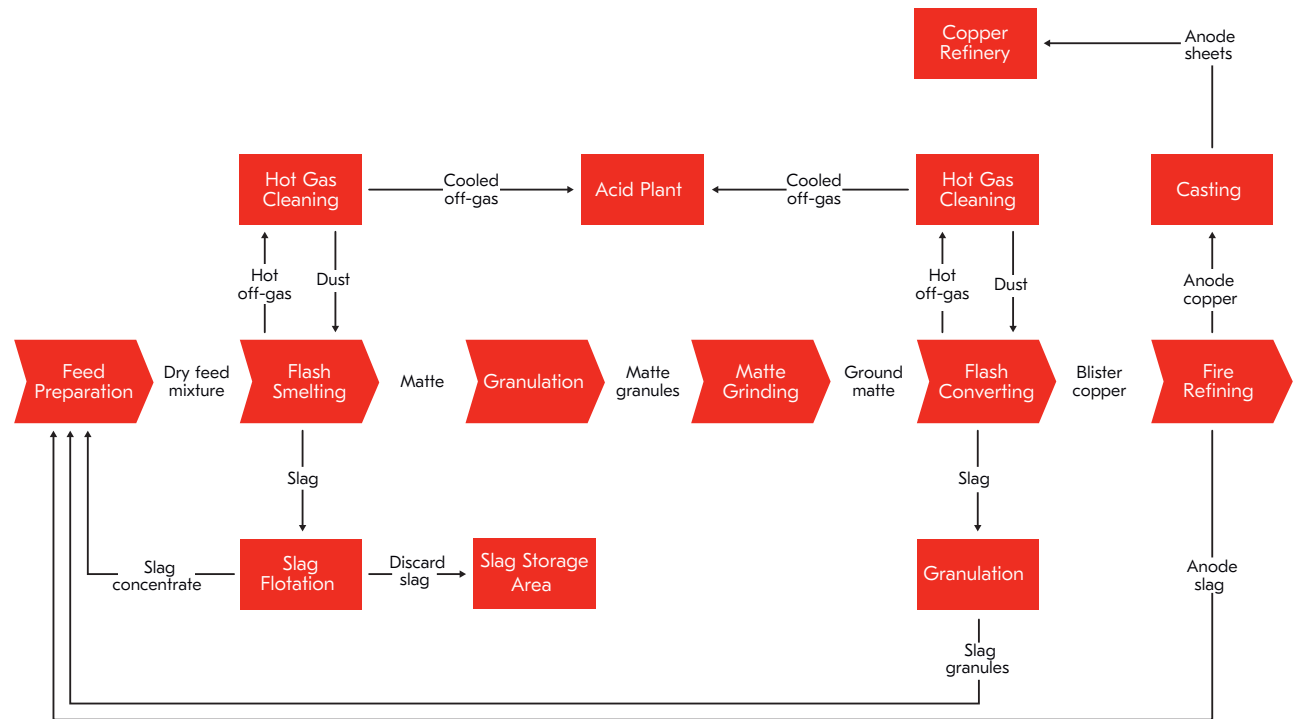 Copper
Refinery
Anode
sheets
Hot Gas
Cleaning
Cooled
off-gas
Acid Plant
Cooled
off-gas
Hot Gas
Cleaning
Casting
Hot
off-gas
Dust
Hot
off-gas
Dust
Anode
copper
Feed
Preparation
Dry feed
mixture
Flash
Smelting
Matte
Granulation
Matte
granules
Matte
Grinding
Ground
matte
Flash
Converting
Blister
copper
Fire
Refining
Slag
Slag
Slag
concentrate
Slag
Flotation
Discard
slag
Slag Storage
Area
Granulation
Anode
slag
Slag
granules